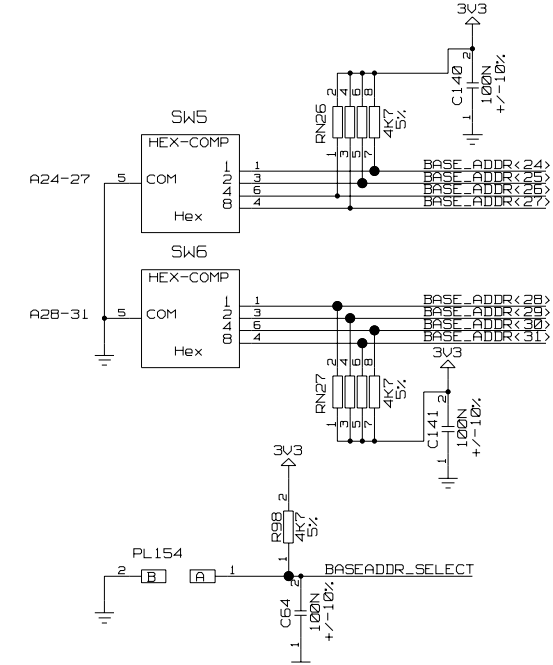 3V3
2
C140
100N
+/-10%
1
2 4 6 8
RN26
4K7
5%
1 3 5 7
SW5
HEX-COMP
A24-27
5
COM
1 1 BASE_ADDR<24>
2 3 BASE_ADDR<25>
4 6 BASE_ADDR<26>
8 4 BASE_ADDR<27>
Hex
SW6
HEX-COMP
A28-31
5
COM
1 1 BASE_ADDR<28>
2 3 BASE_ADDR<29>
4 6 BASE_ADDR<30>
8 4 BASE_ADDR<31>
Hex
3V3
2 4 6 8
RN27
4K7
5%
1 3 5 7
2
C141
100N
+/-10%
1
3V3
2
R98
4K7
5%
1
PL154
2 B A 1
BASEADDR_SELECT
2
C64
100N
+/-10%
1